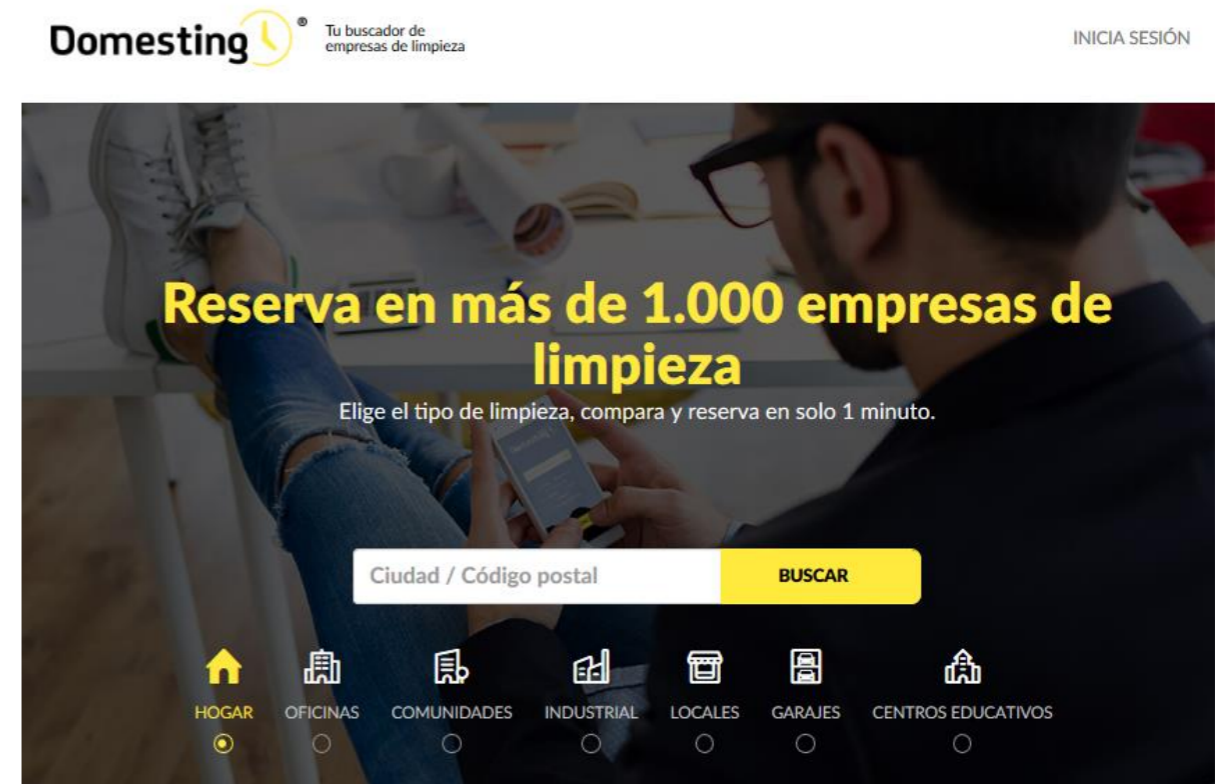 Domesting®
Tu buscador de
empresas de limpieza
INICIA SESIÓN
Reserva en más de 1.000 empresas de
limpieza
Elige el tipo de limpieza, compara y reserva en solo 1 minuto.
Ciudad / Código postal
BUSCAR
HOGAR
OFICINAS
COMUNIDADES
INDUSTRIAL
LOCALES
GARAJES
CENTROS EDUCATIVOS